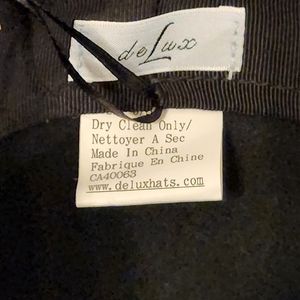 deLux
Dry Clean Only/
Nettoyer A Sec
Made In China
Fabrique En Chine
CA40063
www.deluxhats.com